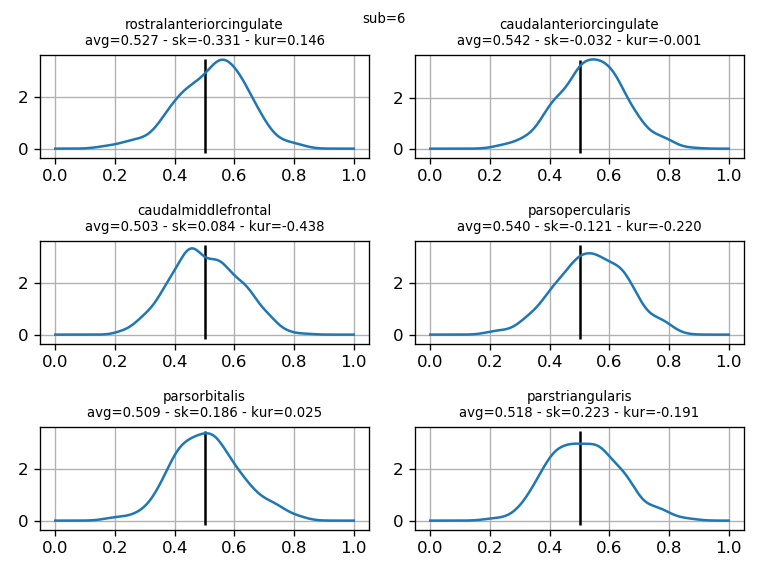 sub=6
rostralanteriorcingulate
avg=0.527 - sk=-0.331 - kur=0.146
2
0
0.0 0.2 0.4 0.6 0.8 1.0
caudalanteriorcingulate
avg=0.542 - sk=-0.032 - kur=-0.001
2
0
0.0 0.2 0.4 0.6 0.8 1.0
caudalmiddlefrontal
avg=0.503 - sk=0.084 - kur=-0.438
2
0
0.0 0.2 0.4 0.6 0.8 1.0
parsopercularis
avg=0.540 - sk=-0.121 - kur=-0.220
2
0
0.0 0.2 0.4 0.6 0.8 1.0
parsorbitalis
avg=0.509 - sk=0.186 - kur=0.025
2
0
0.0 0.2 0.4 0.6 0.8 1.0
parstriangularis
avg=0.518 - sk=0.223 - kur=-0.191
2
0
0.0 0.2 0.4 0.6 0.8 1.0